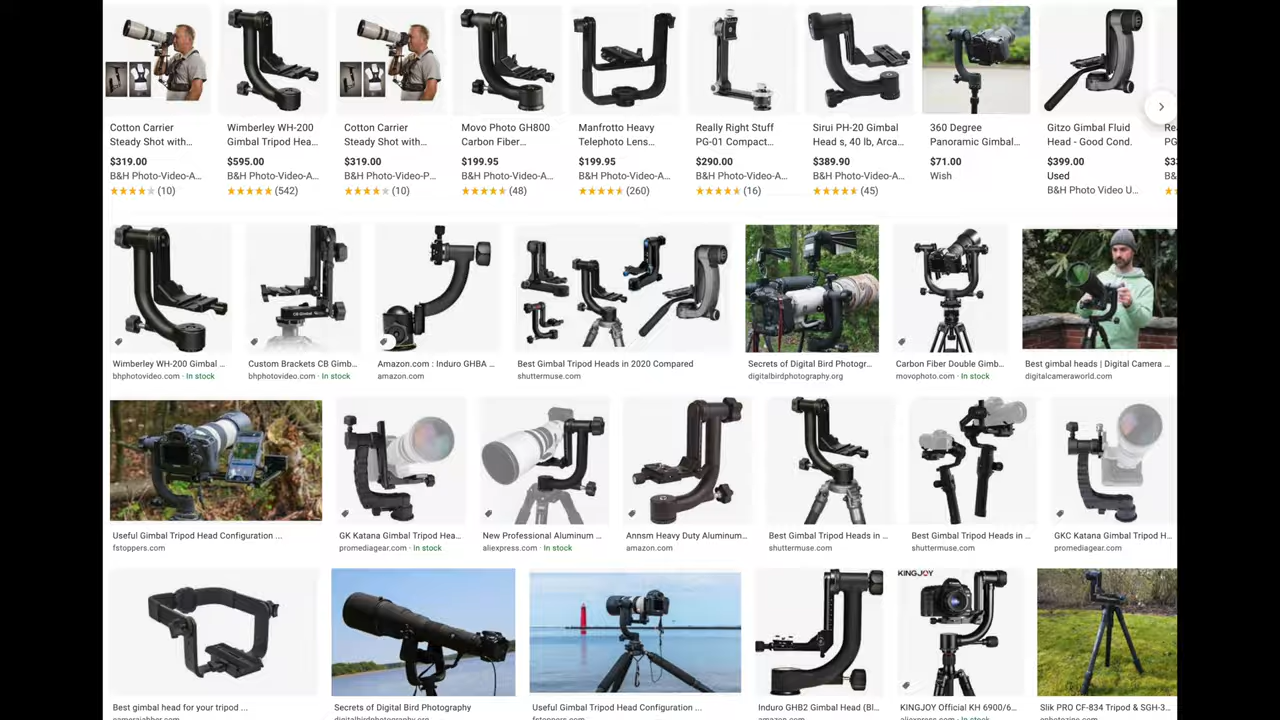 Cotton Carrier
Steady Shot with...
$319.00
B&H Photo-Video-A...
(10)
Wimberley WH-200
Gimbal Tripod Hea...
$595.00
B&H Photo-Video-A...
(542)
Cotton Carrier
Steady Shot with...
$319.00
B&H Photo-Video-P...
(10)
Movo Photo GH800
Carbon Fiber...
$199.95
B&H Photo-Video-A...
(48)
Manfrotto Heavy
Telephoto Lens...
$199.95
B&H Photo-Video-A...
(260)
Really Right Stuff
PG-01 Compact...
$290.00
B&H Photo-Video-A...
(16)
Sirui PH-20 Gimbal
Head s, 40 lb, Arca...
$389.90
B&H Photo-Video-A...
(45)
360 Degree
Panoramic Gimbal...
$71.00
Wish
Gitzo Gimbal Fluid
Head - Good Cond.
$399.00
Used
B&H Photo Video U...
Wimberley WH-200 Gimbal ...
bhphotovideo.com · In stock
Custom Brackets CB Gimb...
bhphotovideo.com · In stock
Amazon.com : Induro GHBA ...
amazon.com
Best Gimbal Tripod Heads in 2020 Compared
shuttermuse.com
Secrets of Digital Bird Photogr...
digitalbirdphotography.org
Carbon Fiber Double Gimb...
movophoto.com · In stock
Best gimbal heads | Digital Camera ...
digitalcameraworld.com
Useful Gimbal Tripod Head Configuration ...
fstoppers.com
GK Katana Gimbal Tripod Hea...
promediagear.com · In stock
New Professional Aluminum ...
aliexpress.com · In stock
Annsm Heavy Duty Aluminum...
amazon.com
Best Gimbal Tripod Heads in ...
shuttermuse.com
Best Gimbal Tripod Heads in ...
shuttermuse.com
GKC Katana Gimbal Tripod H...
promediagear.com
Best gimbal head for your tripod ...
Secrets of Digital Bird Photography
Useful Gimbal Tripod Head Configuration ...
Induro GHB2 Gimbal Head (Bl...
KINGJOY
KINGJOY Official KH 6900/6...
Slik PRO CF-834 Tripod & SGH-3...